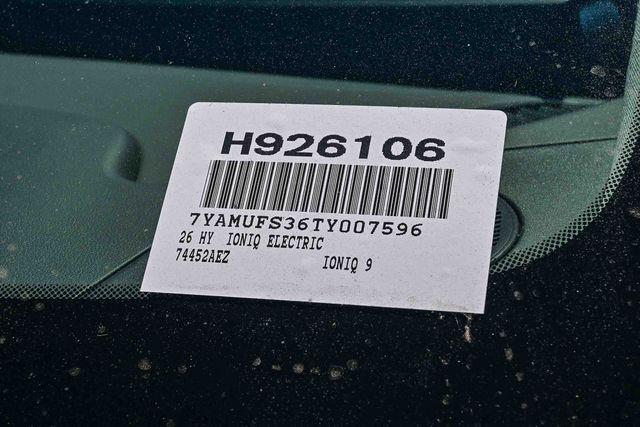 H926106
7YAMUFS36TY007596
26 HY IONIQ ELECTRIC
74452AEZ IONIQ 9